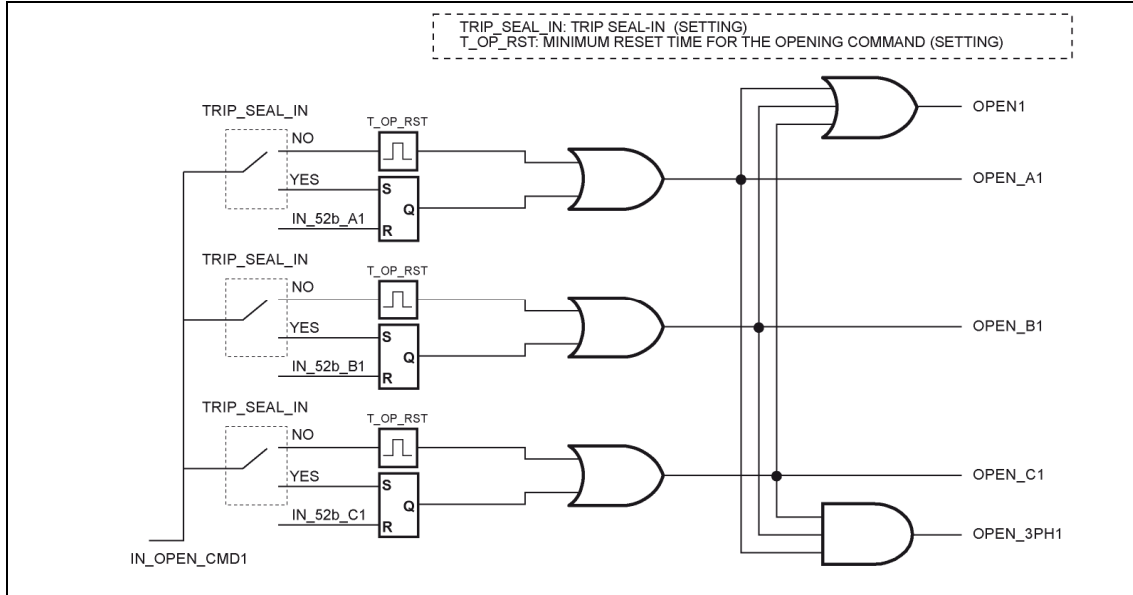 TRIP_SEAL_IN: TRIP SEAL-IN (SETTING)
T_OP_RST: MINIMUM RESET TIME FOR THE OPENING COMMAND (SETTING)
TRIP_SEAL_IN
T_OP_RST
OPEN1
NO
OPEN_A1
YES
S
Q
IN_52b_A1
R
TRIP_SEAL_IN
T_OP_RST
NO
OPEN_B1
YES
S
Q
IN_52b_B1
R
TRIP_SEAL_IN
T_OP_RST
NO
OPEN_C1
YES
S
Q
IN_52b_C1
R
OPEN_3PH1
IN_OPEN_CMD1